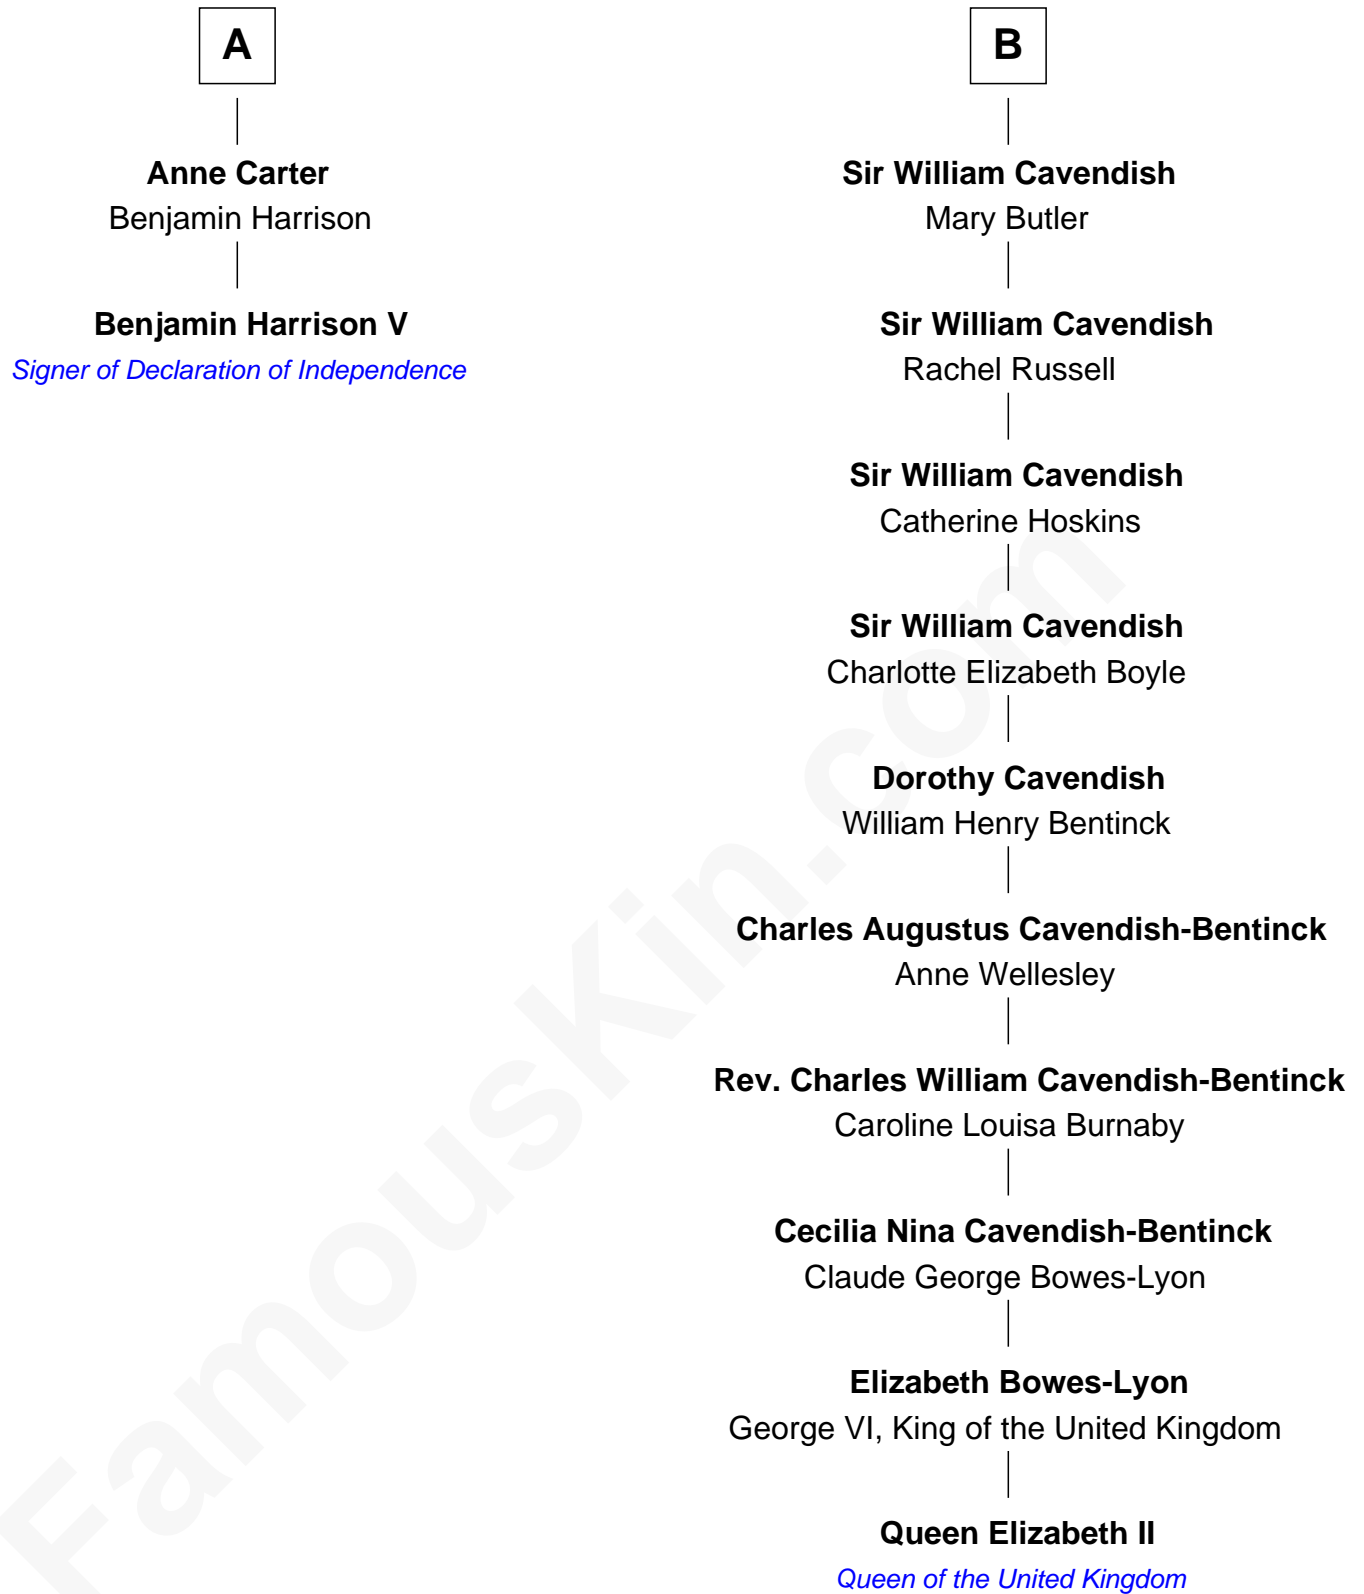 A
Anne Carter
Benjamin Harrison
Benjamin Harrison V
Signer of Declaration of Independence
B
Sir William Cavendish
Mary Butler
Sir William Cavendish
Rachel Russell
Sir William Cavendish
Catherine Hoskins
Sir William Cavendish
Charlotte Elizabeth Boyle
Dorothy Cavendish
William Henry Bentinck
Charles Augustus Cavendish-Bentinck
Anne Wellesley
Rev. Charles William Cavendish-Bentinck
Caroline Louisa Burnaby
Cecilia Nina Cavendish-Bentinck
Claude George Bowes-Lyon
Elizabeth Bowes-Lyon
George VI, King of the United Kingdom
Queen Elizabeth II
Queen of the United Kingdom
FamousKin.com